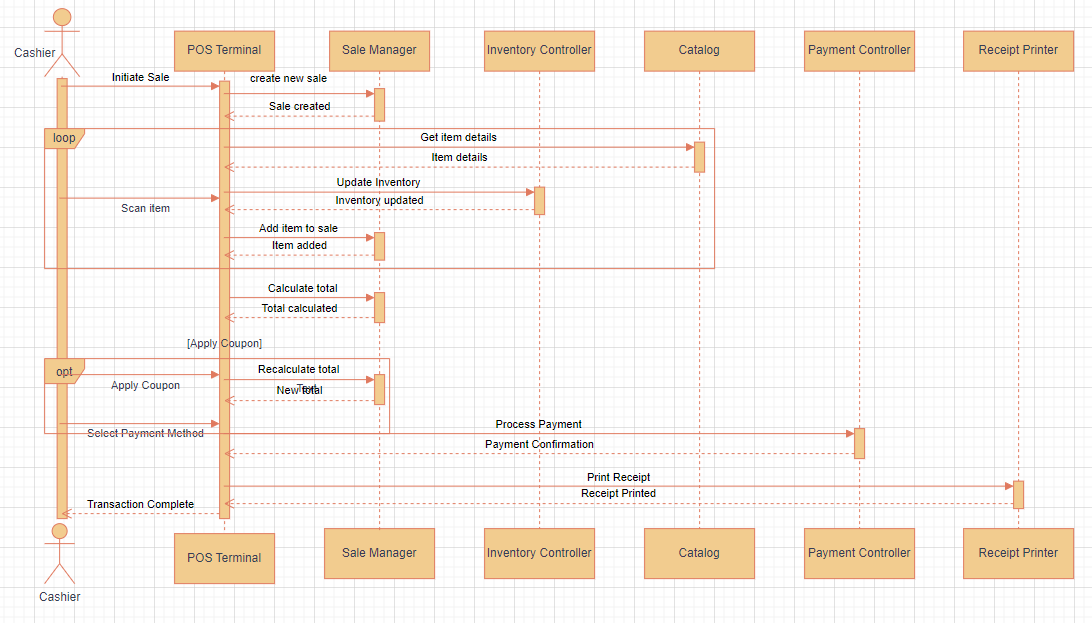 Cashier
POS Terminal
Sale Manager
Inventory Controller
Catalog
Payment Controller
Receipt Printer
Initiate Sale
create new sale
Sale created
loop
Get item details
Item details
Update Inventory
Inventory updated
Scan item
Add item to sale
Item added
Calculate total
Total calculated
[Apply Coupon]
opt
Recalculate total
Apply Coupon
Text
New total
Select Payment Method
Process Payment
Payment Confirmation
Print Receipt
Receipt Printed
Transaction Complete
POS Terminal
Sale Manager
Inventory Controller
Catalog
Payment Controller
Receipt Printer
Cashier